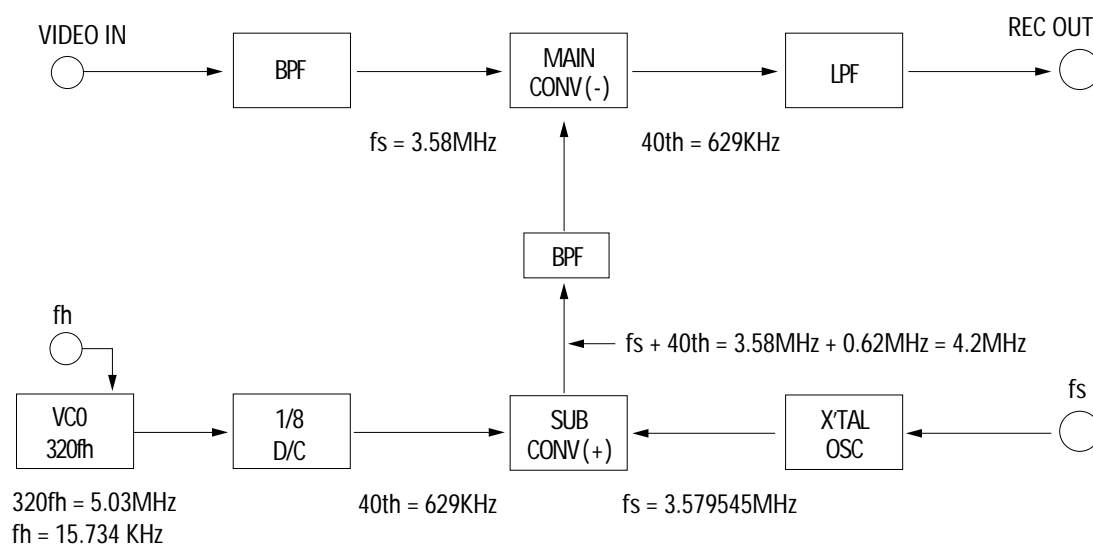 VIDEO IN
REC OUT
BPF
MAIN
CONV(-)
LPF
fs = 3.58MHz
40th = 629KHz
BPF
fh
fs + 40th = 3.58MHz + 0.62MHz = 4.2MHz
fs
VCO
320fh
1/8
D/C
SUB
CONV(+)
X'TAL
OSC
320fh = 5.03MHz
fh = 15.734 KHz
40th = 629KHz
fs = 3.579545MHz